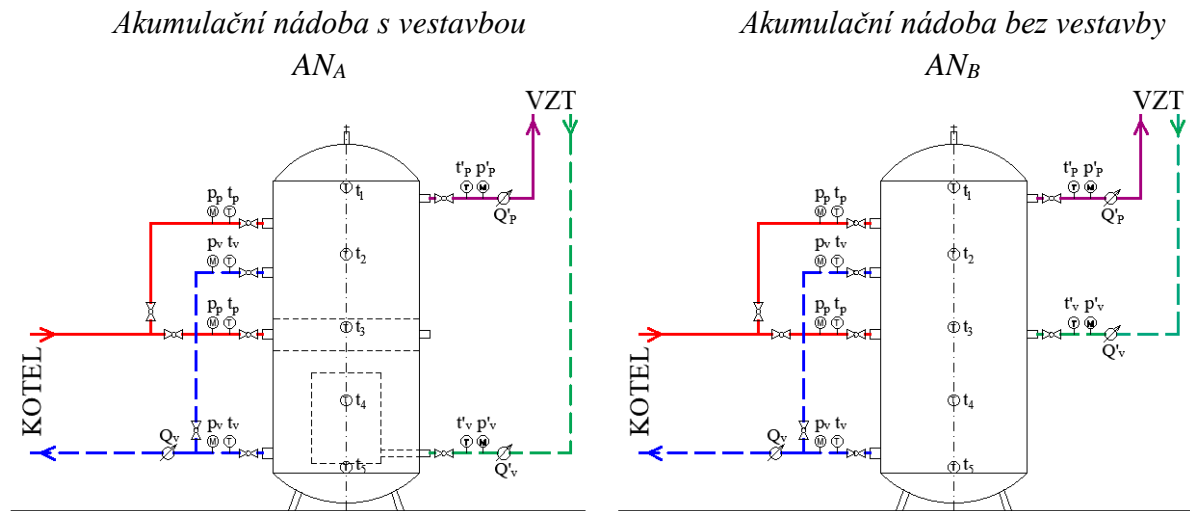 Akumulační nádoba s vestavbou
AN_A
VZT
t'P p'P
t1
Q'P
pp tp
pv tv
t2
pp tp
t3
KOTEL
t4
Qv pv tv
t'v p'v
t5
Q'v
Akumulační nádoba bez vestavby
AN_B
VZT
t'P p'P
t1
Q'P
pp tp
pv tv
t2
pp tp
t3
t'v p'v
Q'v
KOTEL
t4
Qv pv tv
t5